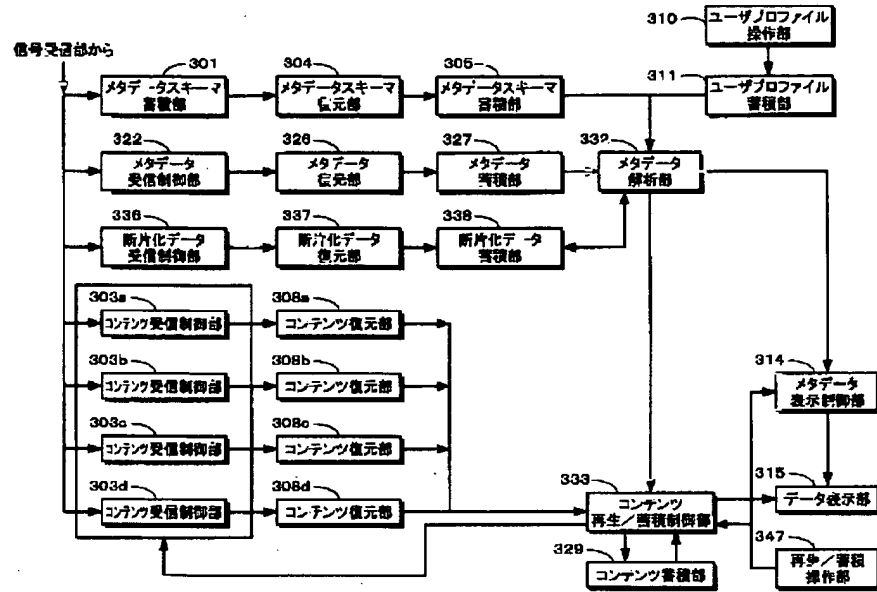 信号受信部から
310
ユーザプロファイル
操作部
301
メタデータスキーマ
蓄積部
304
メタデータスキーマ
復元部
305
メタデータスキーマ
蓄積部
311
ユーザプロファイル
蓄積部
322
メタデータ
受信制御部
326
メタデータ
復元部
327
メタデータ
蓄積部
332
メタデータ
解析部
336
断片化データ
受信制御部
337
断片化データ
復元部
338
断片化データ
蓄積部
303a
コンテンツ受信制御部
308a
コンテンツ復元部
303b
コンテンツ受信制御部
308b
コンテンツ復元部
303c
コンテンツ受信制御部
308c
コンテンツ復元部
303d
コンテンツ受信制御部
308d
コンテンツ復元部
314
メタデータ
表示制御部
333
コンテンツ
再生/蓄積制御部
315
データ表示部
329
コンテンツ蓄積部
347
再生/蓄積
操作部